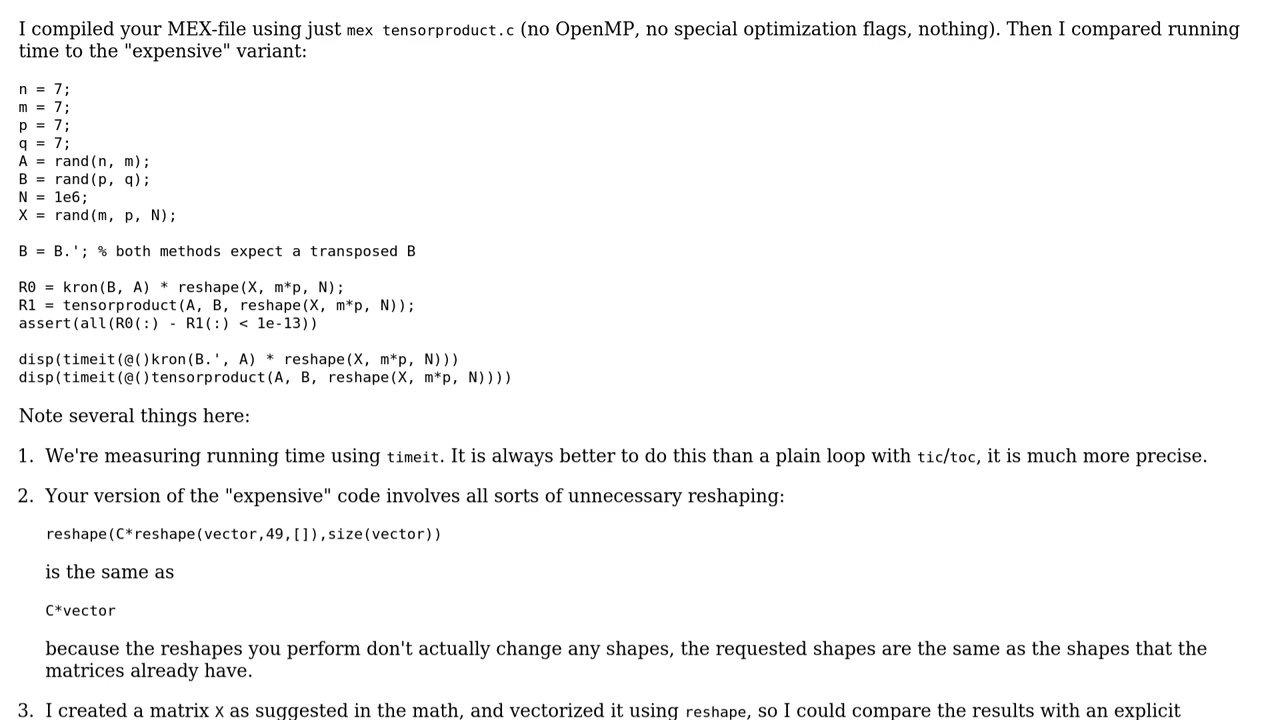 I compiled your MEX-file using just mex tensorproduct.c (no OpenMP, no special optimization flags, nothing). Then I compared running
time to the "expensive" variant:
n = 7;
m = 7;
p = 7;
q = 7;
A = rand(n, m);
B = rand(p, q);
N = 1e6;
X = rand(m, p, N);
B = B.'; % both methods expect a transposed B
R0 = kron(B, A) * reshape(X, m*p, N);
R1 = tensorproduct(A, B, reshape(X, m*p, N));
assert(all(R0(:) - R1(:) < 1e-13))
disp(timeit(@()kron(B.', A) * reshape(X, m*p, N)))
disp(timeit(@()tensorproduct(A, B, reshape(X, m*p, N))))
Note several things here:
1. We're measuring running time using timeit. It is always better to do this than a plain loop with tic/toc, it is much more precise.
2. Your version of the "expensive" code involves all sorts of unnecessary reshaping:
reshape(C*reshape(vector,49,[]),size(vector))
is the same as
C*vector
because the reshapes you perform don't actually change any shapes, the requested shapes are the same as the shapes that the
matrices already have.
3. I created a matrix X as suggested in the math, and vectorized it using reshape, so I could compare the results with an explicit